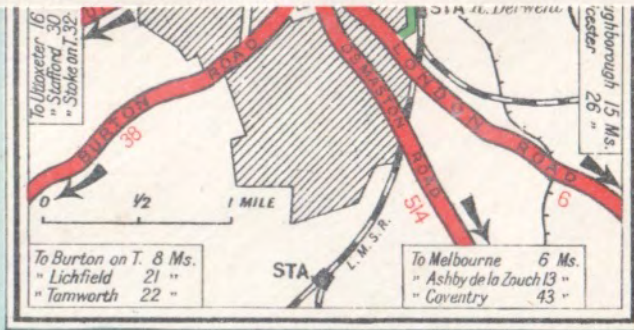 To Uttoxeter 16
" Stafford 30
" Stoke on T. 32
STA R. Derwent
15 Ms.
26 "
BURTON ROAD
38
OSMASTON ROAD
514
LONDON ROAD
6
0 1/2 1 MILE
L.M.S.R.
STA.
To Burton on T. 8 Ms.
" Lichfield 21 "
" Tamworth 22 "
To Melbourne 6 Ms.
" Ashby de la Zouch 13 "
" Coventry 43 "